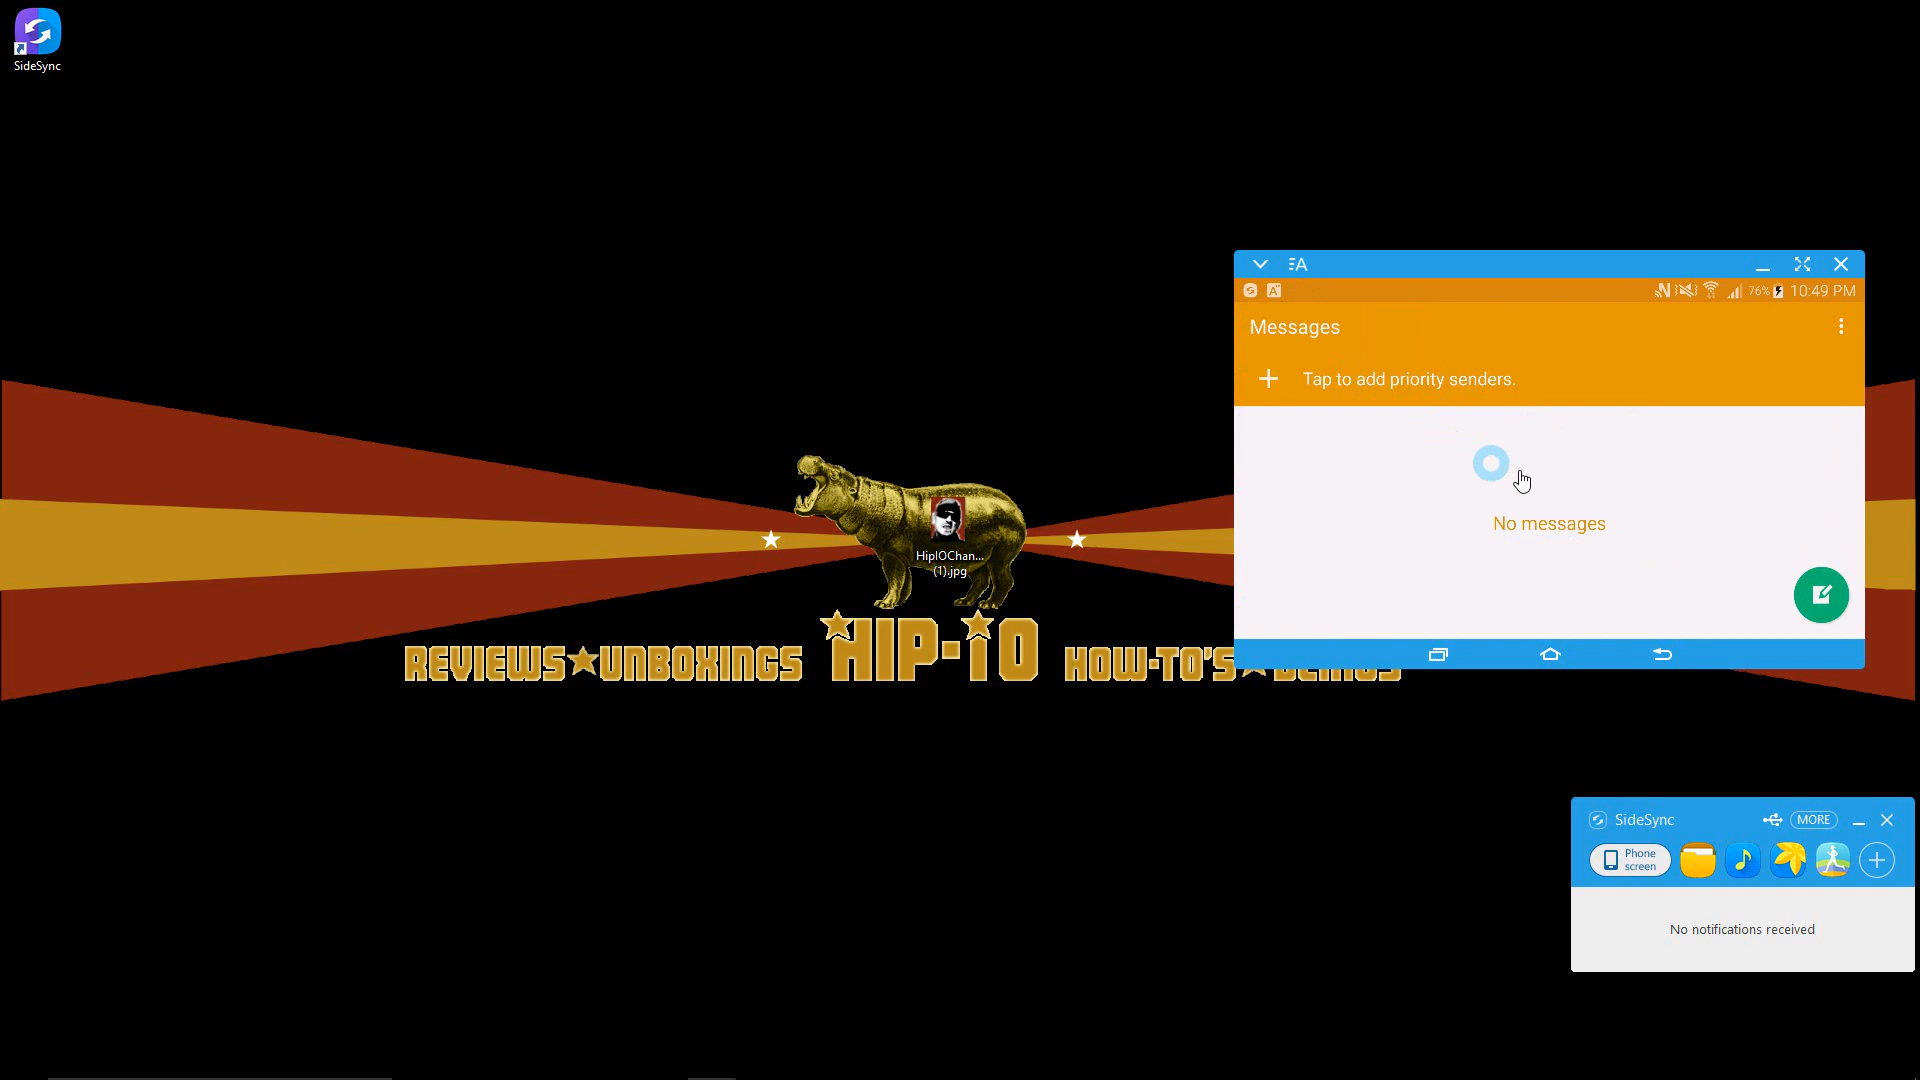 SideSync
A
76% 10:49 PM
Messages
Tap to add priority senders.
No messages
HipIOChan...
(1).jpg
REVIEWS★UNBOXINGS HIP-IO HOW-TO'S
SideSync MORE
Phone
screen
No notifications received